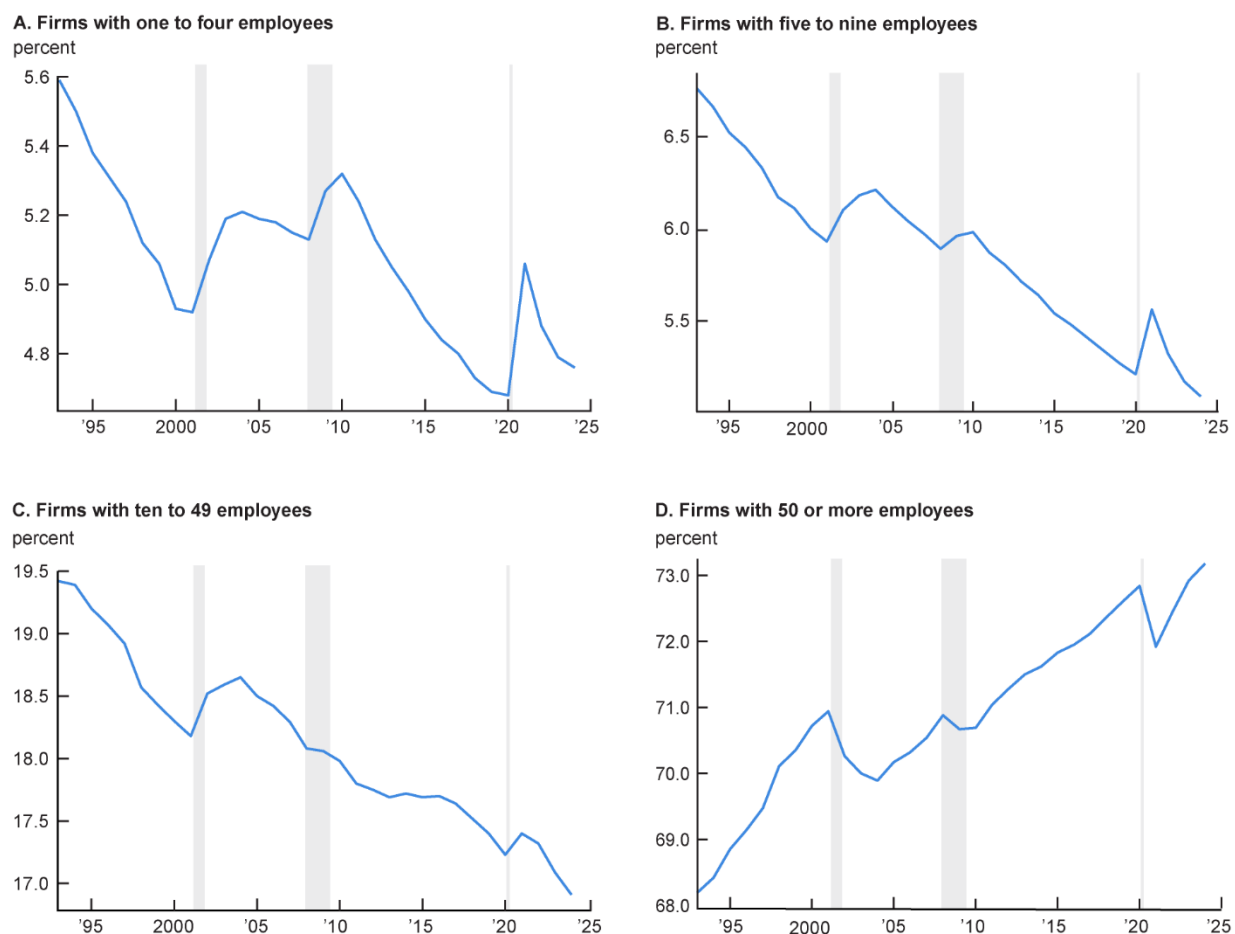 A. Firms with one to four employees
percent
5.6
5.4
5.2
5.0
4.8
’95 2000 ’05 ’10 ’15 ’20 ’25
B. Firms with five to nine employees
percent
6.5
6.0
5.5
’95 2000 ’05 ’10 ’15 ’20 ’25
C. Firms with ten to 49 employees
percent
19.5
19.0
18.5
18.0
17.5
17.0
’95 2000 ’05 ’10 ’15 ’20 ’25
D. Firms with 50 or more employees
percent
73.0
72.0
71.0
70.0
69.0
68.0
’95 2000 ’05 ’10 ’15 ’20 ’25